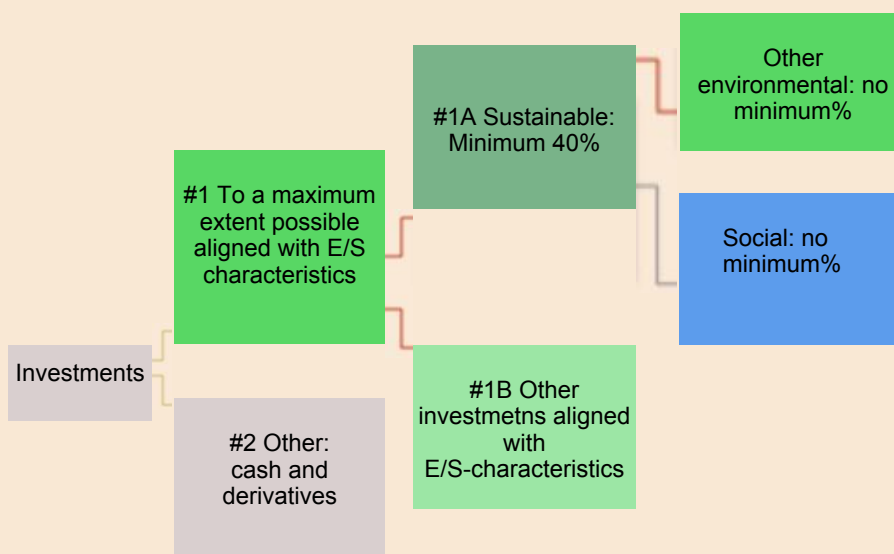 Investments
#1 To a maximum
extent possible
aligned with E/S
characteristics
#2 Other:
cash and
derivatives
#1A Sustainable:
Minimum 40%
#1B Other
investmetns aligned
with
E/S-characteristics
Other
environmental: no
minimum%
Social: no
minimum%